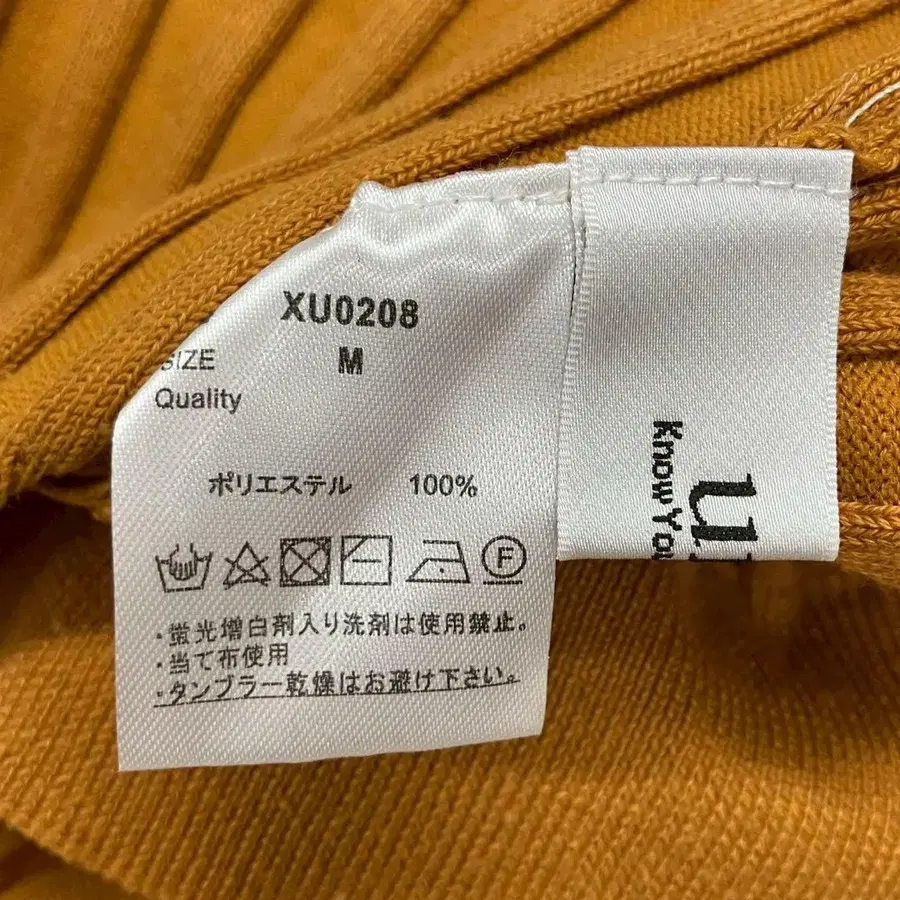 XU0208
SIZE M
Quality
ポリエステル 100%
F
・蛍光増白剤入り洗剤は使用禁止。
・当て布使用
・タンブラー乾燥はお避け下さい。
Know